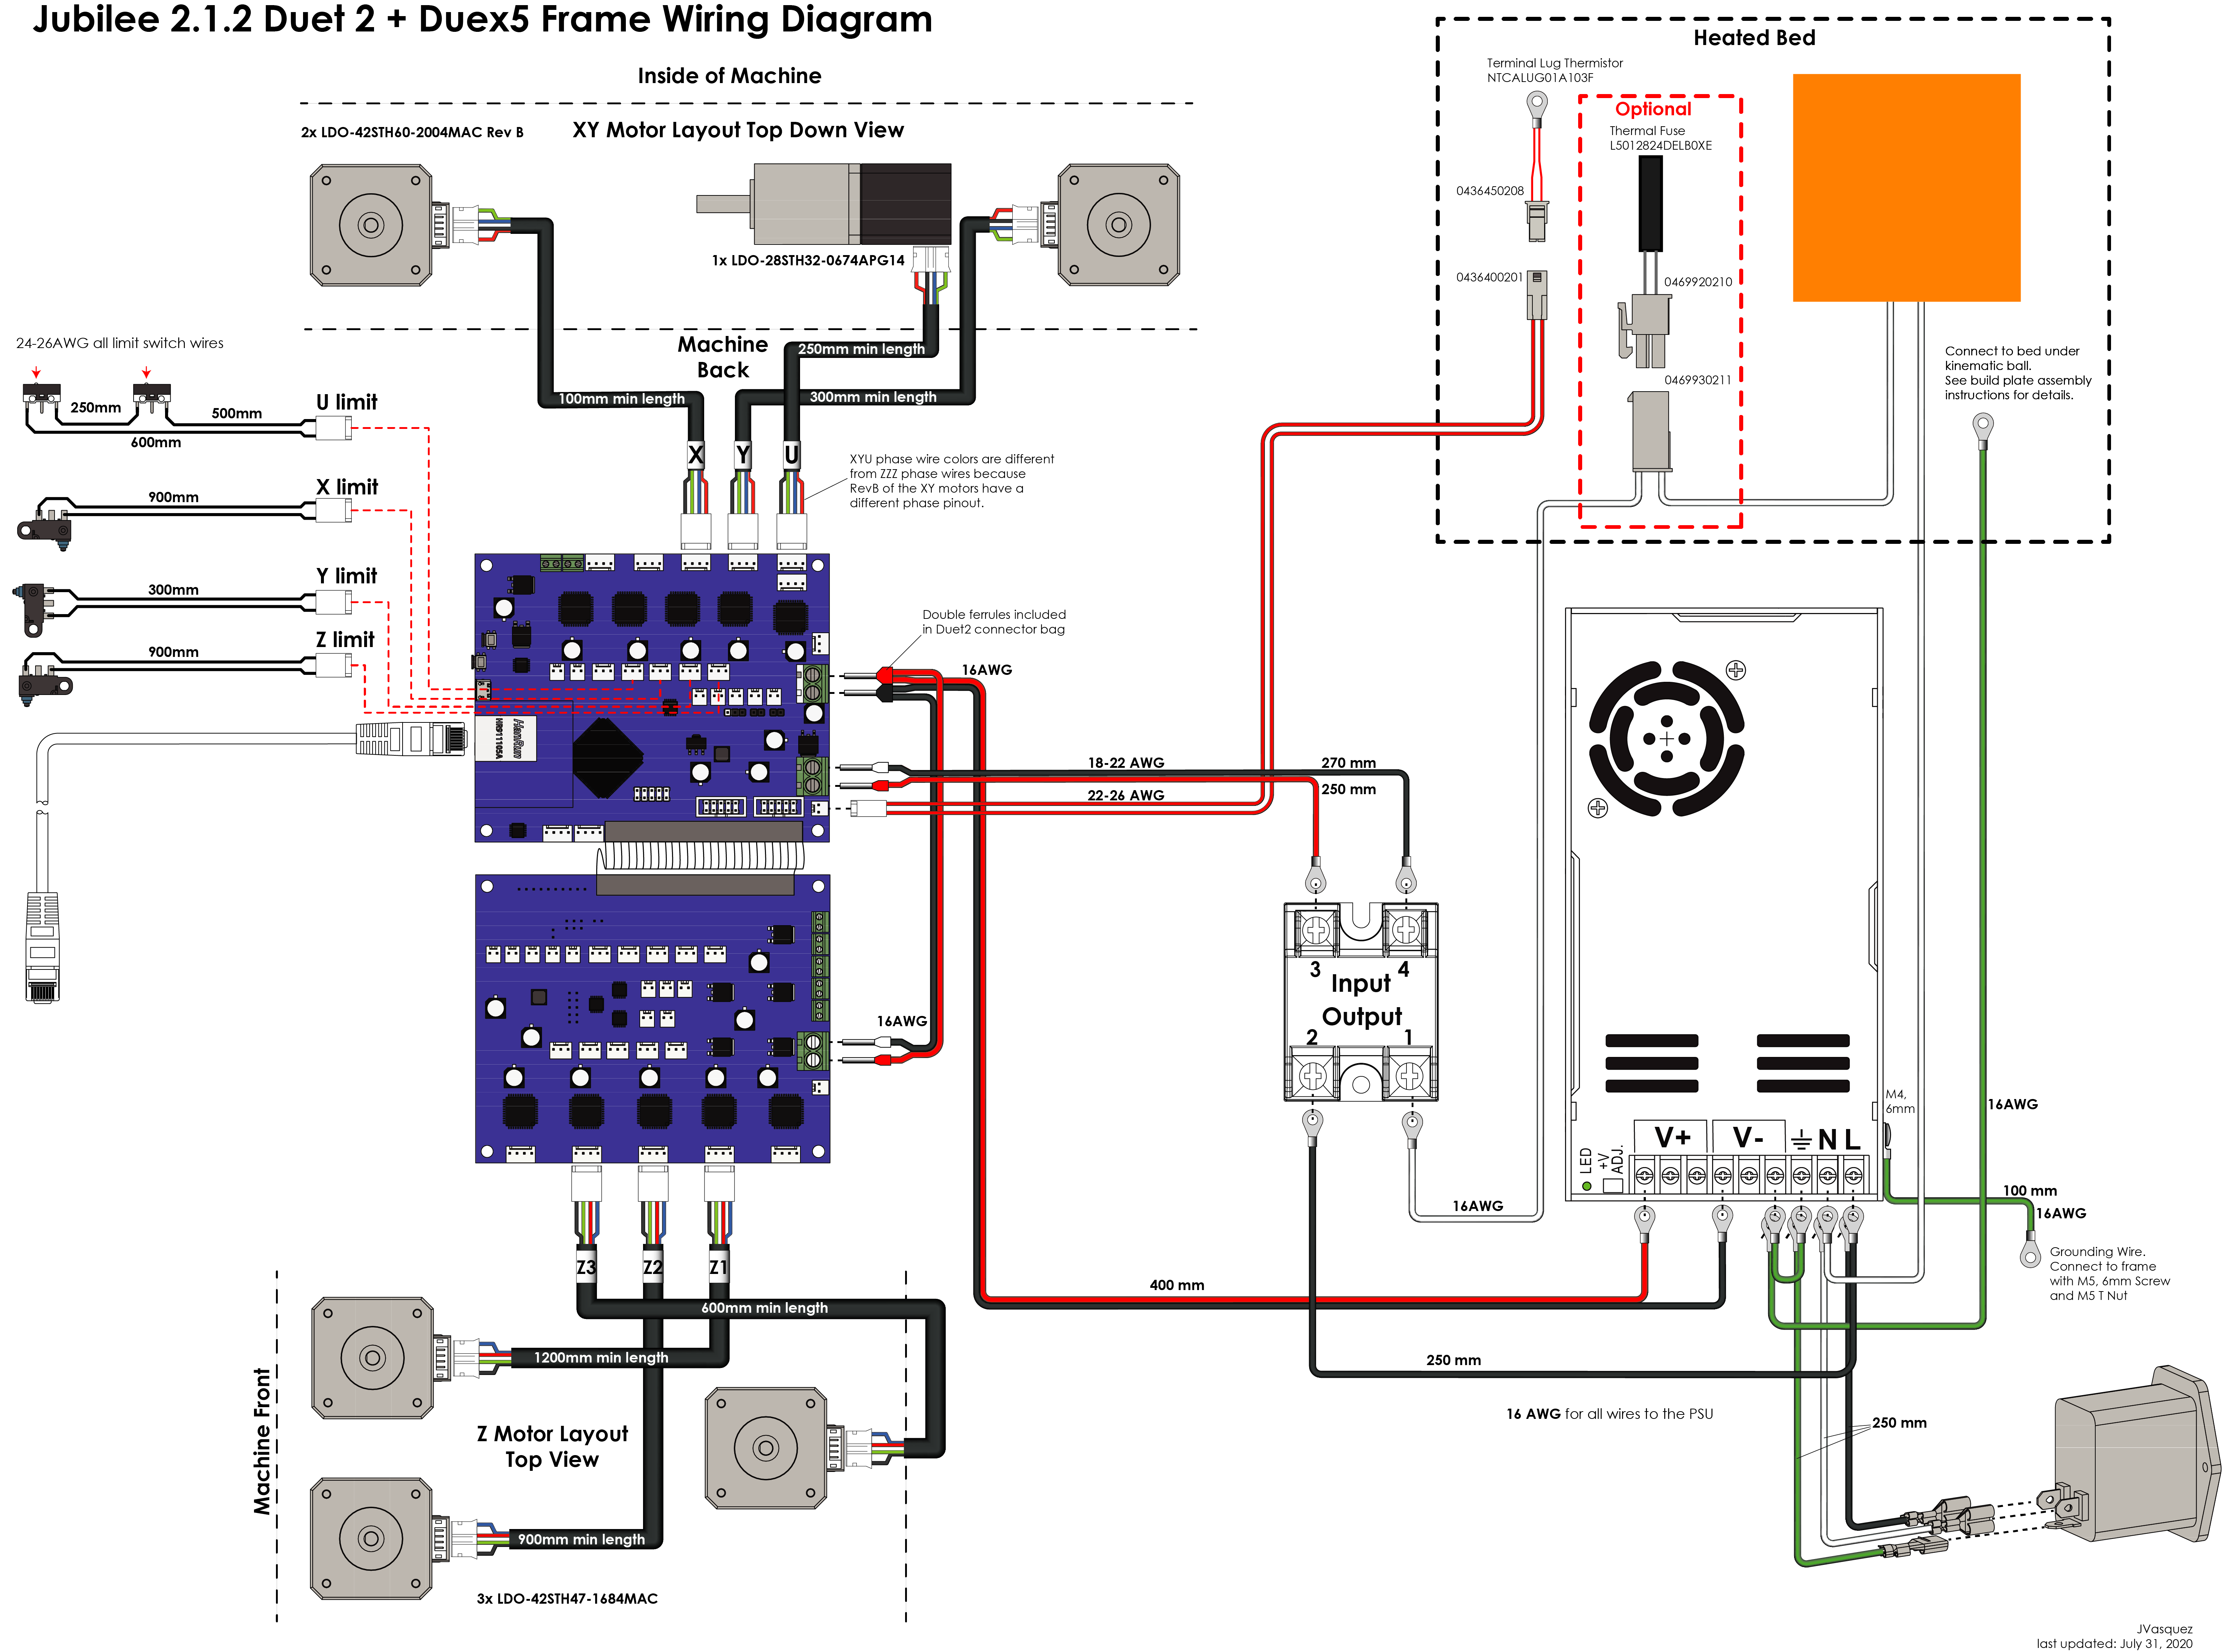 Jubilee 2.1.2 Duet 2 + Duex5 Frame Wiring Diagram
Inside of Machine
2x LDO-42STH60-2004MAC Rev B
XY Motor Layout Top Down View
1x LDO-28STH32-0674APG14
Machine
Back
250mm min length
100mm min length
300mm min length
X
Y
U
XYU phase wire colors are different
from ZZZ phase wires because
RevB of the XY motors have a
different phase pinout.
24-26AWG all limit switch wires
250mm
500mm
600mm
U limit
900mm
X limit
300mm
Y limit
900mm
Z limit
HanRun
HR911105A
Double ferrules included
in Duet2 connector bag
16AWG
18-22 AWG
270 mm
250 mm
22-26 AWG
16AWG
Heated Bed
Terminal Lug Thermistor
NTCALUG01A103F
0436450208
0436400201
Optional
Thermal Fuse
L5012824DELB0XE
0469920210
0469930211
Connect to bed under
kinematic ball.
See build plate assembly
instructions for details.
3
4
Input
Output
2
1
16AWG
M4,
6mm
16AWG
V+
V-
N
L
LED
+V
ADJ.
100 mm
16AWG
Grounding Wire.
Connect to frame
with M5, 6mm Screw
and M5 T Nut
400 mm
250 mm
16 AWG for all wires to the PSU
250 mm
Z3
Z2
Z1
600mm min length
1200mm min length
900mm min length
Machine Front
Z Motor Layout
Top View
3x LDO-42STH47-1684MAC
JVasquez
last updated: July 31, 2020